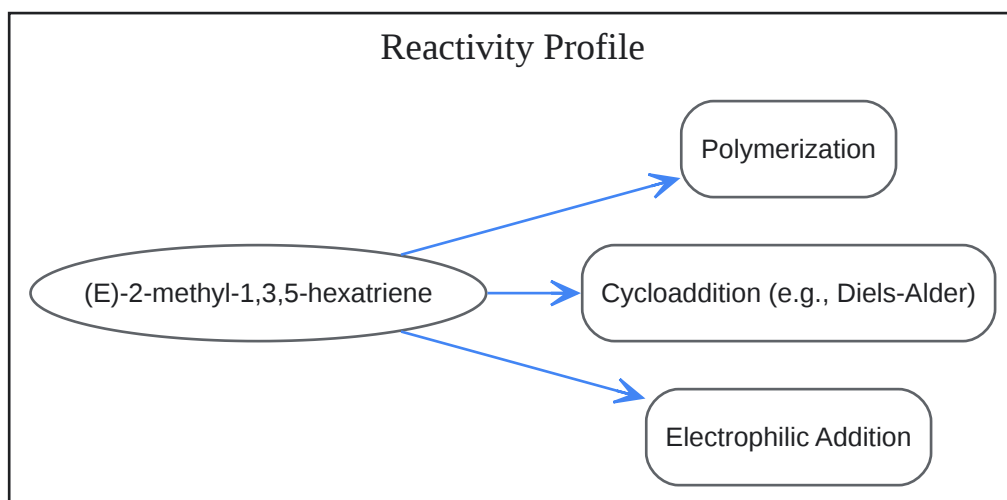 Reactivity Profile
Polymerization
(E)-2-methyl-1,3,5-hexatriene
Cycloaddition (e.g., Diels-Alder)
Electrophilic Addition